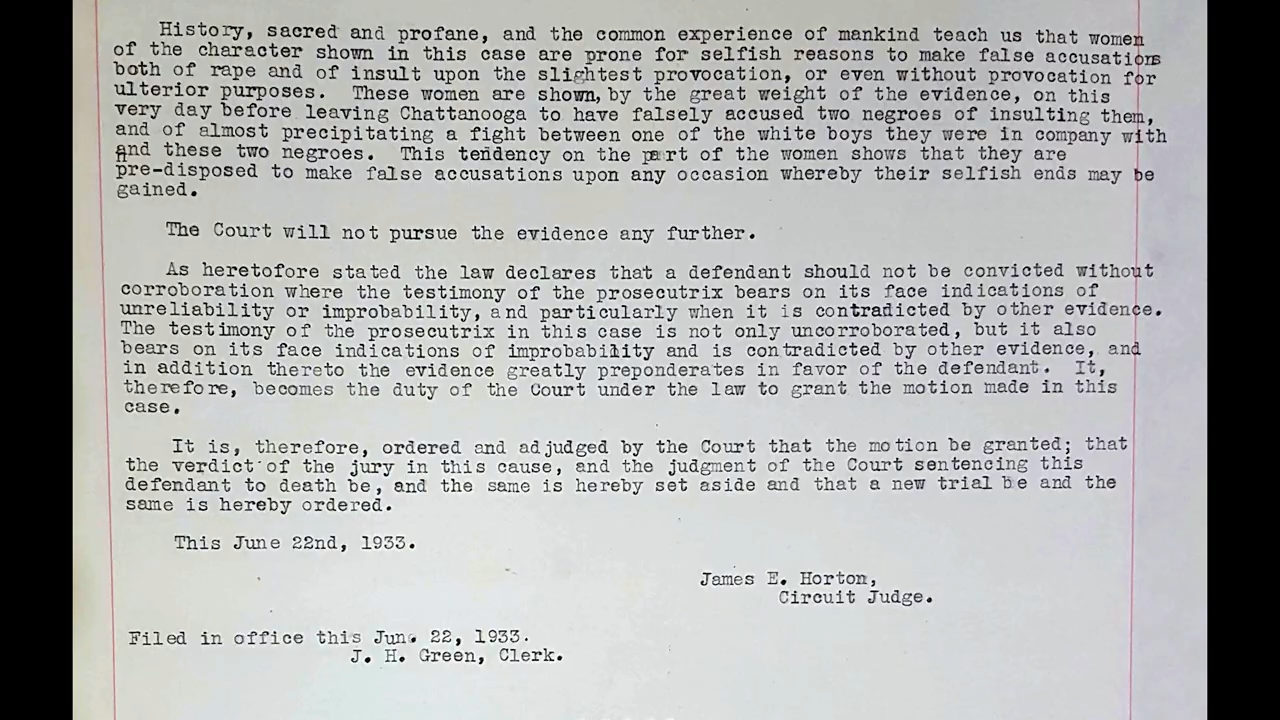 History, sacred and profane, and the common experience of mankind teach us that women
of the character shown in this case are prone for selfish reasons to make false accusations
both of rape and of insult upon the slightest provocation, or even without provocation for
ulterior purposes. These women are shown, by the great weight of the evidence, on this
very day before leaving Chattanooga to have falsely accused two negroes of insulting them,
and of almost precipitating a fight between one of the white boys they were in company with
and these two negroes. This tendency on the part of the women shows that they are
pre-disposed to make false accusations upon any occasion whereby their selfish ends may be
gained.
The Court will not pursue the evidence any further.
As heretofore stated the law declares that a defendant should not be convicted without
corroboration where the testimony of the prosecutrix bears on its face indications of
unreliability or improbability, and particularly when it is contradicted by other evidence.
The testimony of the prosecutrix in this case is not only uncorroborated, but it also
bears on its face indications of improbability and is contradicted by other evidence, and
in addition thereto the evidence greatly preponderates in favor of the defendant. It,
therefore, becomes the duty of the Court under the law to grant the motion made in this
case.
It is, therefore, ordered and adjudged by the Court that the motion be granted; that
the verdict of the jury in this cause, and the judgment of the Court sentencing this
defendant to death be, and the same is hereby set aside and that a new trial be and the
same is hereby ordered.
This June 22nd, 1933.
James E. Horton,
Circuit Judge.
Filed in office this June 22, 1933.
J. H. Green, Clerk.